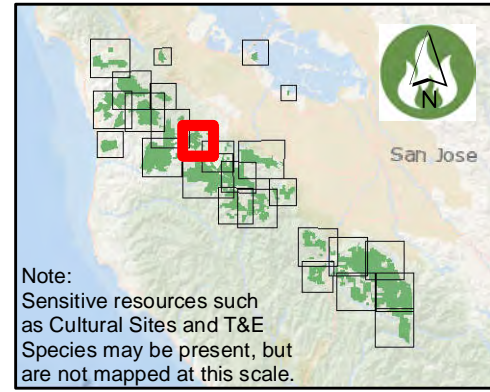 N
San Jose
Note:
Sensitive resources such
as Cultural Sites and T&E
Species may be present, but
are not mapped at this scale.